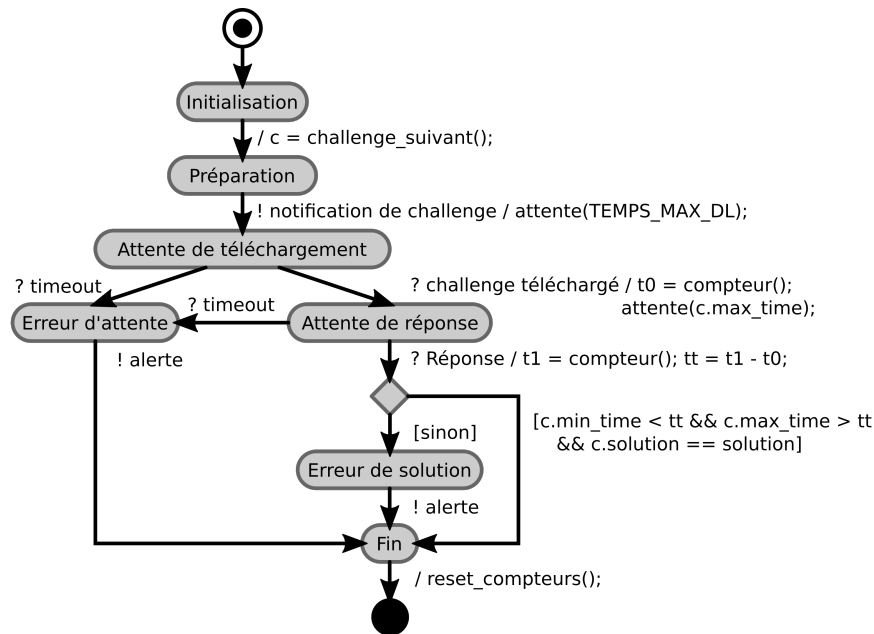 Initialisation
/ c = challenge_suivant();
Préparation
! notification de challenge / attente(TEMPS_MAX_DL);
Attente de téléchargement
? timeout
? challenge téléchargé / t0 = compteur();
attente(c.max_time);
? timeout
Erreur d'attente
Attente de réponse
! alerte
? Réponse / t1 = compteur(); tt = t1 - t0;
[c.min_time < tt && c.max_time > tt
&& c.solution == solution]
[sinon]
Erreur de solution
! alerte
Fin
/ reset_compteurs();